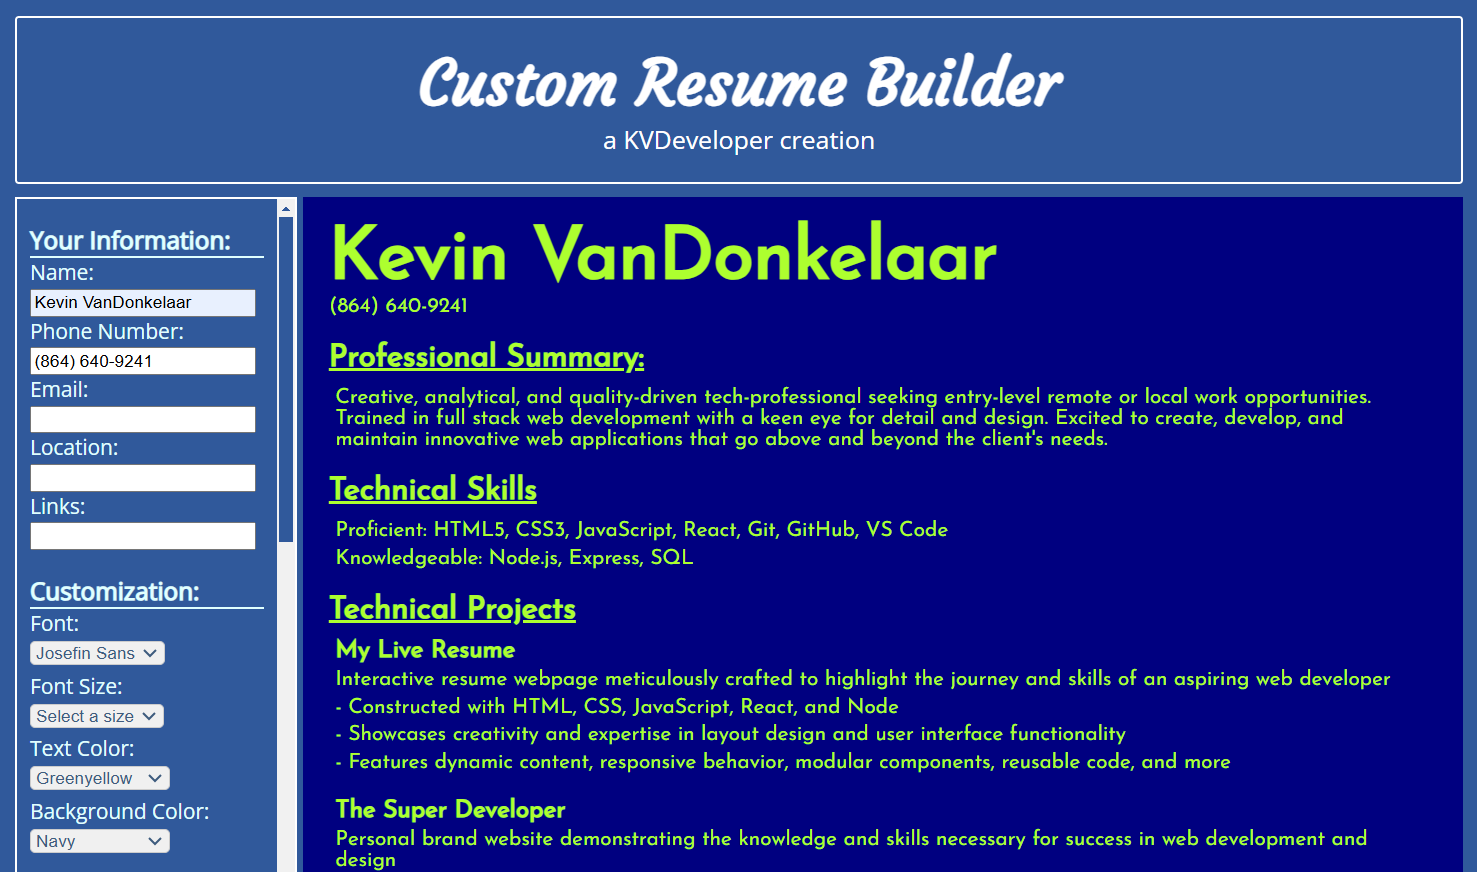 Custom Resume Builder
a KVDeveloper creation
Your Information:
Name:
Kevin VanDonkelaar
Phone Number:
(864) 640-9241
Email:
Location:
Links:
Customization:
Font:
Josefin Sans
Font Size:
Select a size
Text Color:
Greenyellow
Background Color:
Navy
Kevin VanDonkelaar
(864) 640-9241
Professional Summary:
Creative, analytical, and quality-driven tech-professional seeking entry-level remote or local work opportunities.
Trained in full stack web development with a keen eye for detail and design. Excited to create, develop, and
maintain innovative web applications that go above and beyond the client's needs.
Technical Skills
Proficient: HTML5, CSS3, JavaScript, React, Git, GitHub, VS Code
Knowledgeable: Node.js, Express, SQL
Technical Projects
My Live Resume
Interactive resume webpage meticulously crafted to highlight the journey and skills of an aspiring web developer
- Constructed with HTML, CSS, JavaScript, React, and Node
- Showcases creativity and expertise in layout design and user interface functionality
- Features dynamic content, responsive behavior, modular components, reusable code, and more
The Super Developer
Personal brand website demonstrating the knowledge and skills necessary for success in web development and
design